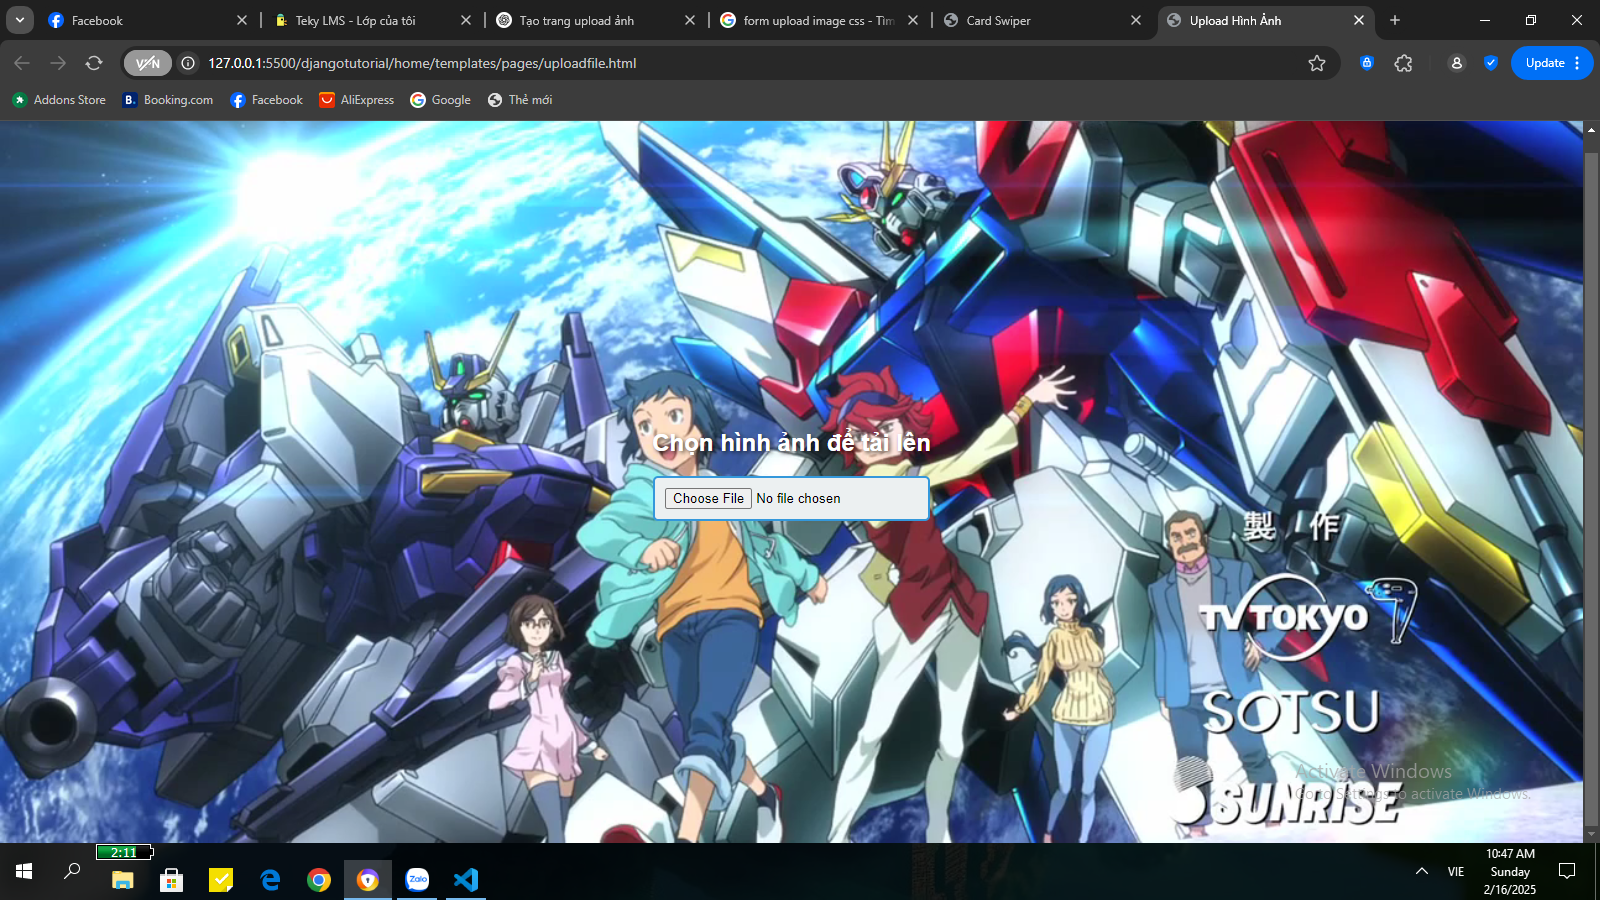 Facebook
Teky LMS - Lớp của tôi
Tạo trang upload ảnh
form upload image css - Tìm
Card Swiper
Upload Hình Ảnh
VPN
127.0.0.1:5500/djangotutorial/home/templates/pages/uploadfile.html
Update
Addons Store
B. Booking.com
Facebook
AliExpress
Google
Thẻ mới
Chọn hình ảnh để tải lên
Choose File No file chosen
製作
TV TOKYO 7
SOTSU
SUNRISE
Activate Windows
Go to Settings to activate Windows.
2:11
Zalo
VIE
10:47 AM
Sunday
2/16/2025